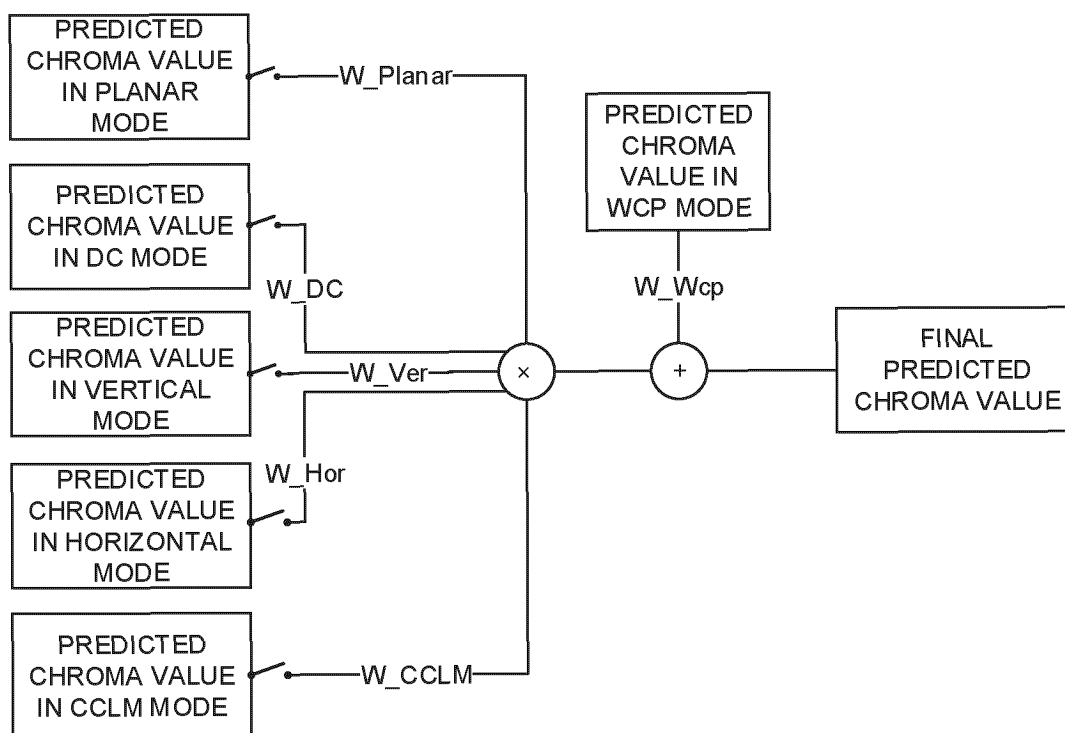 PREDICTED
CHROMA VALUE
IN PLANAR
MODE
W_Planar
PREDICTED
CHROMA
VALUE IN
WCP MODE
PREDICTED
CHROMA VALUE
IN DC MODE
W_DC
W_Wcp
PREDICTED
CHROMA VALUE
IN VERTICAL
MODE
W_Ver
×
+
FINAL
PREDICTED
CHROMA VALUE
W_Hor
PREDICTED
CHROMA VALUE
IN HORIZONTAL
MODE
PREDICTED
CHROMA VALUE
IN CCLM MODE
W_CCLM